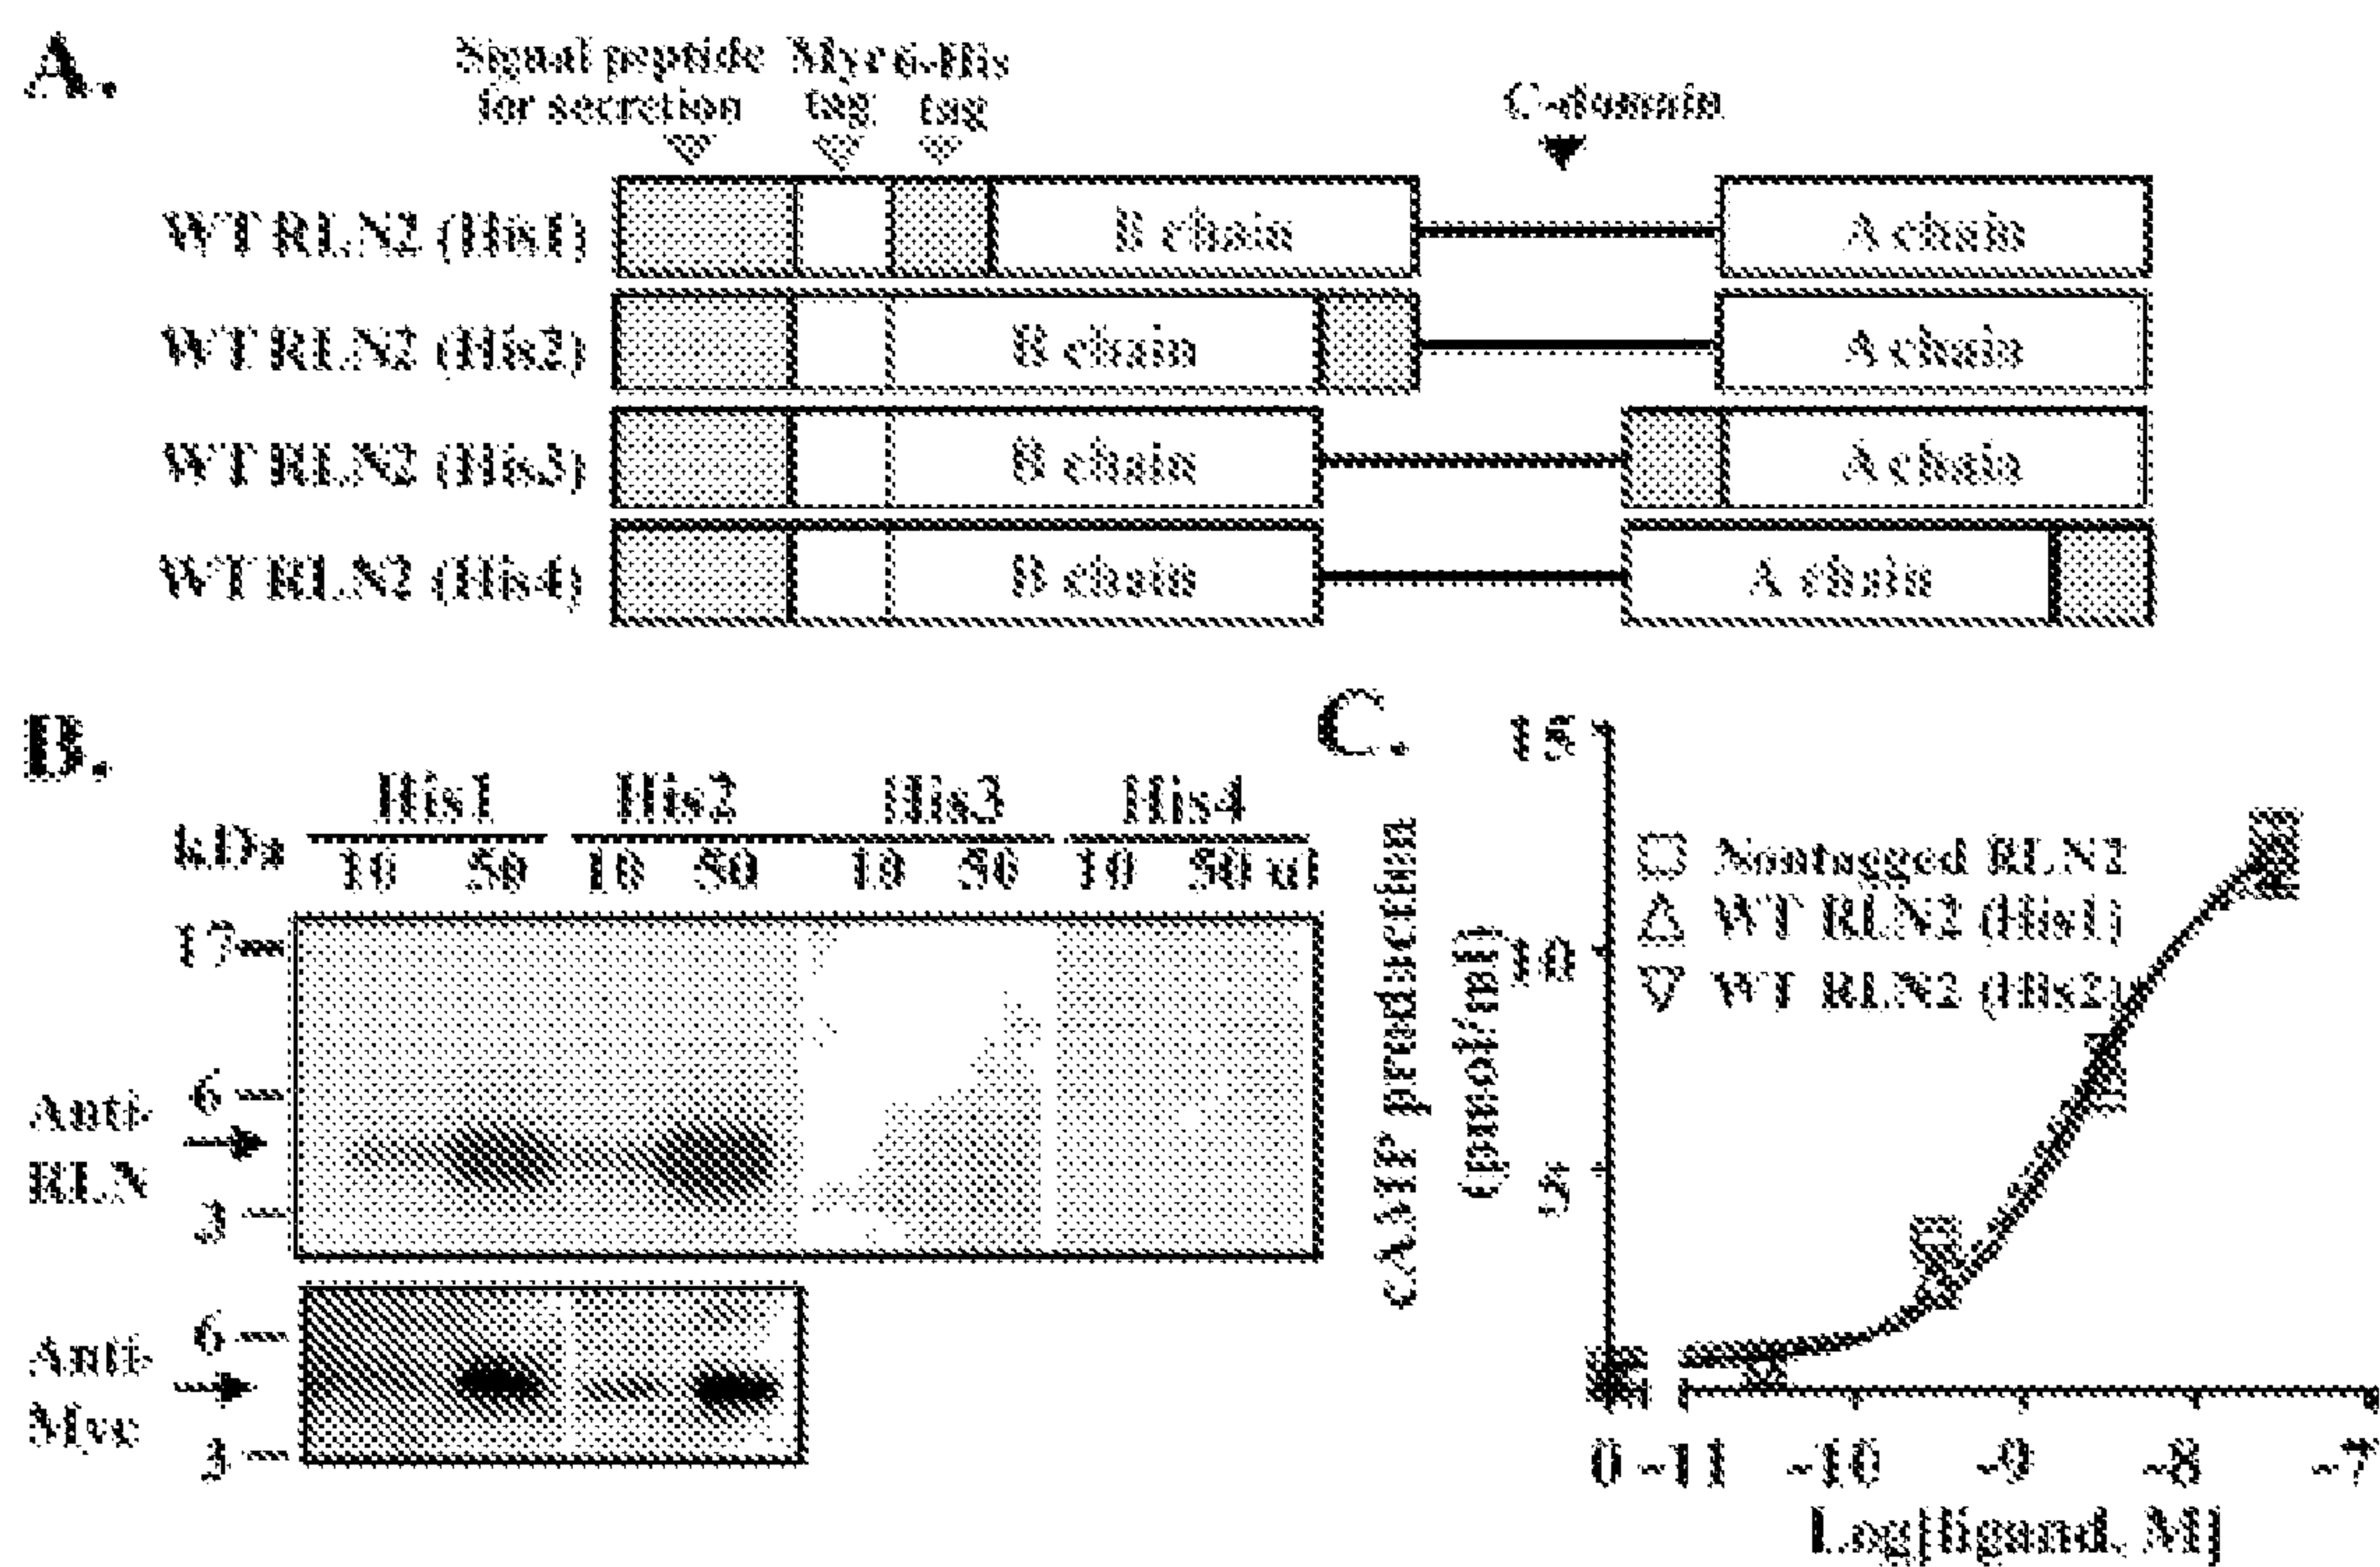 A.
Signal peptide for secretion
Myc tag
6-His tag
C-domain
WT RLN2 (His1) B chain A chain
WT RLN2 (His2) B chain A chain
WT RLN2 (His3) B chain A chain
WT RLN2 (His4) B chain A chain
B.
His1 His2 His3 His4
kDa 10 50 10 50 10 50 10 50 ul
17
6
Anti-RLN
3
6
Anti-Myc
3
C.
15
10
5
cAMP production
(pmol/ml)
Nontagged RLN2
WT RLN2 (His1)
WT RLN2 (His2)
0 -11 -10 -9 -8 -7
Log[ligand, M]